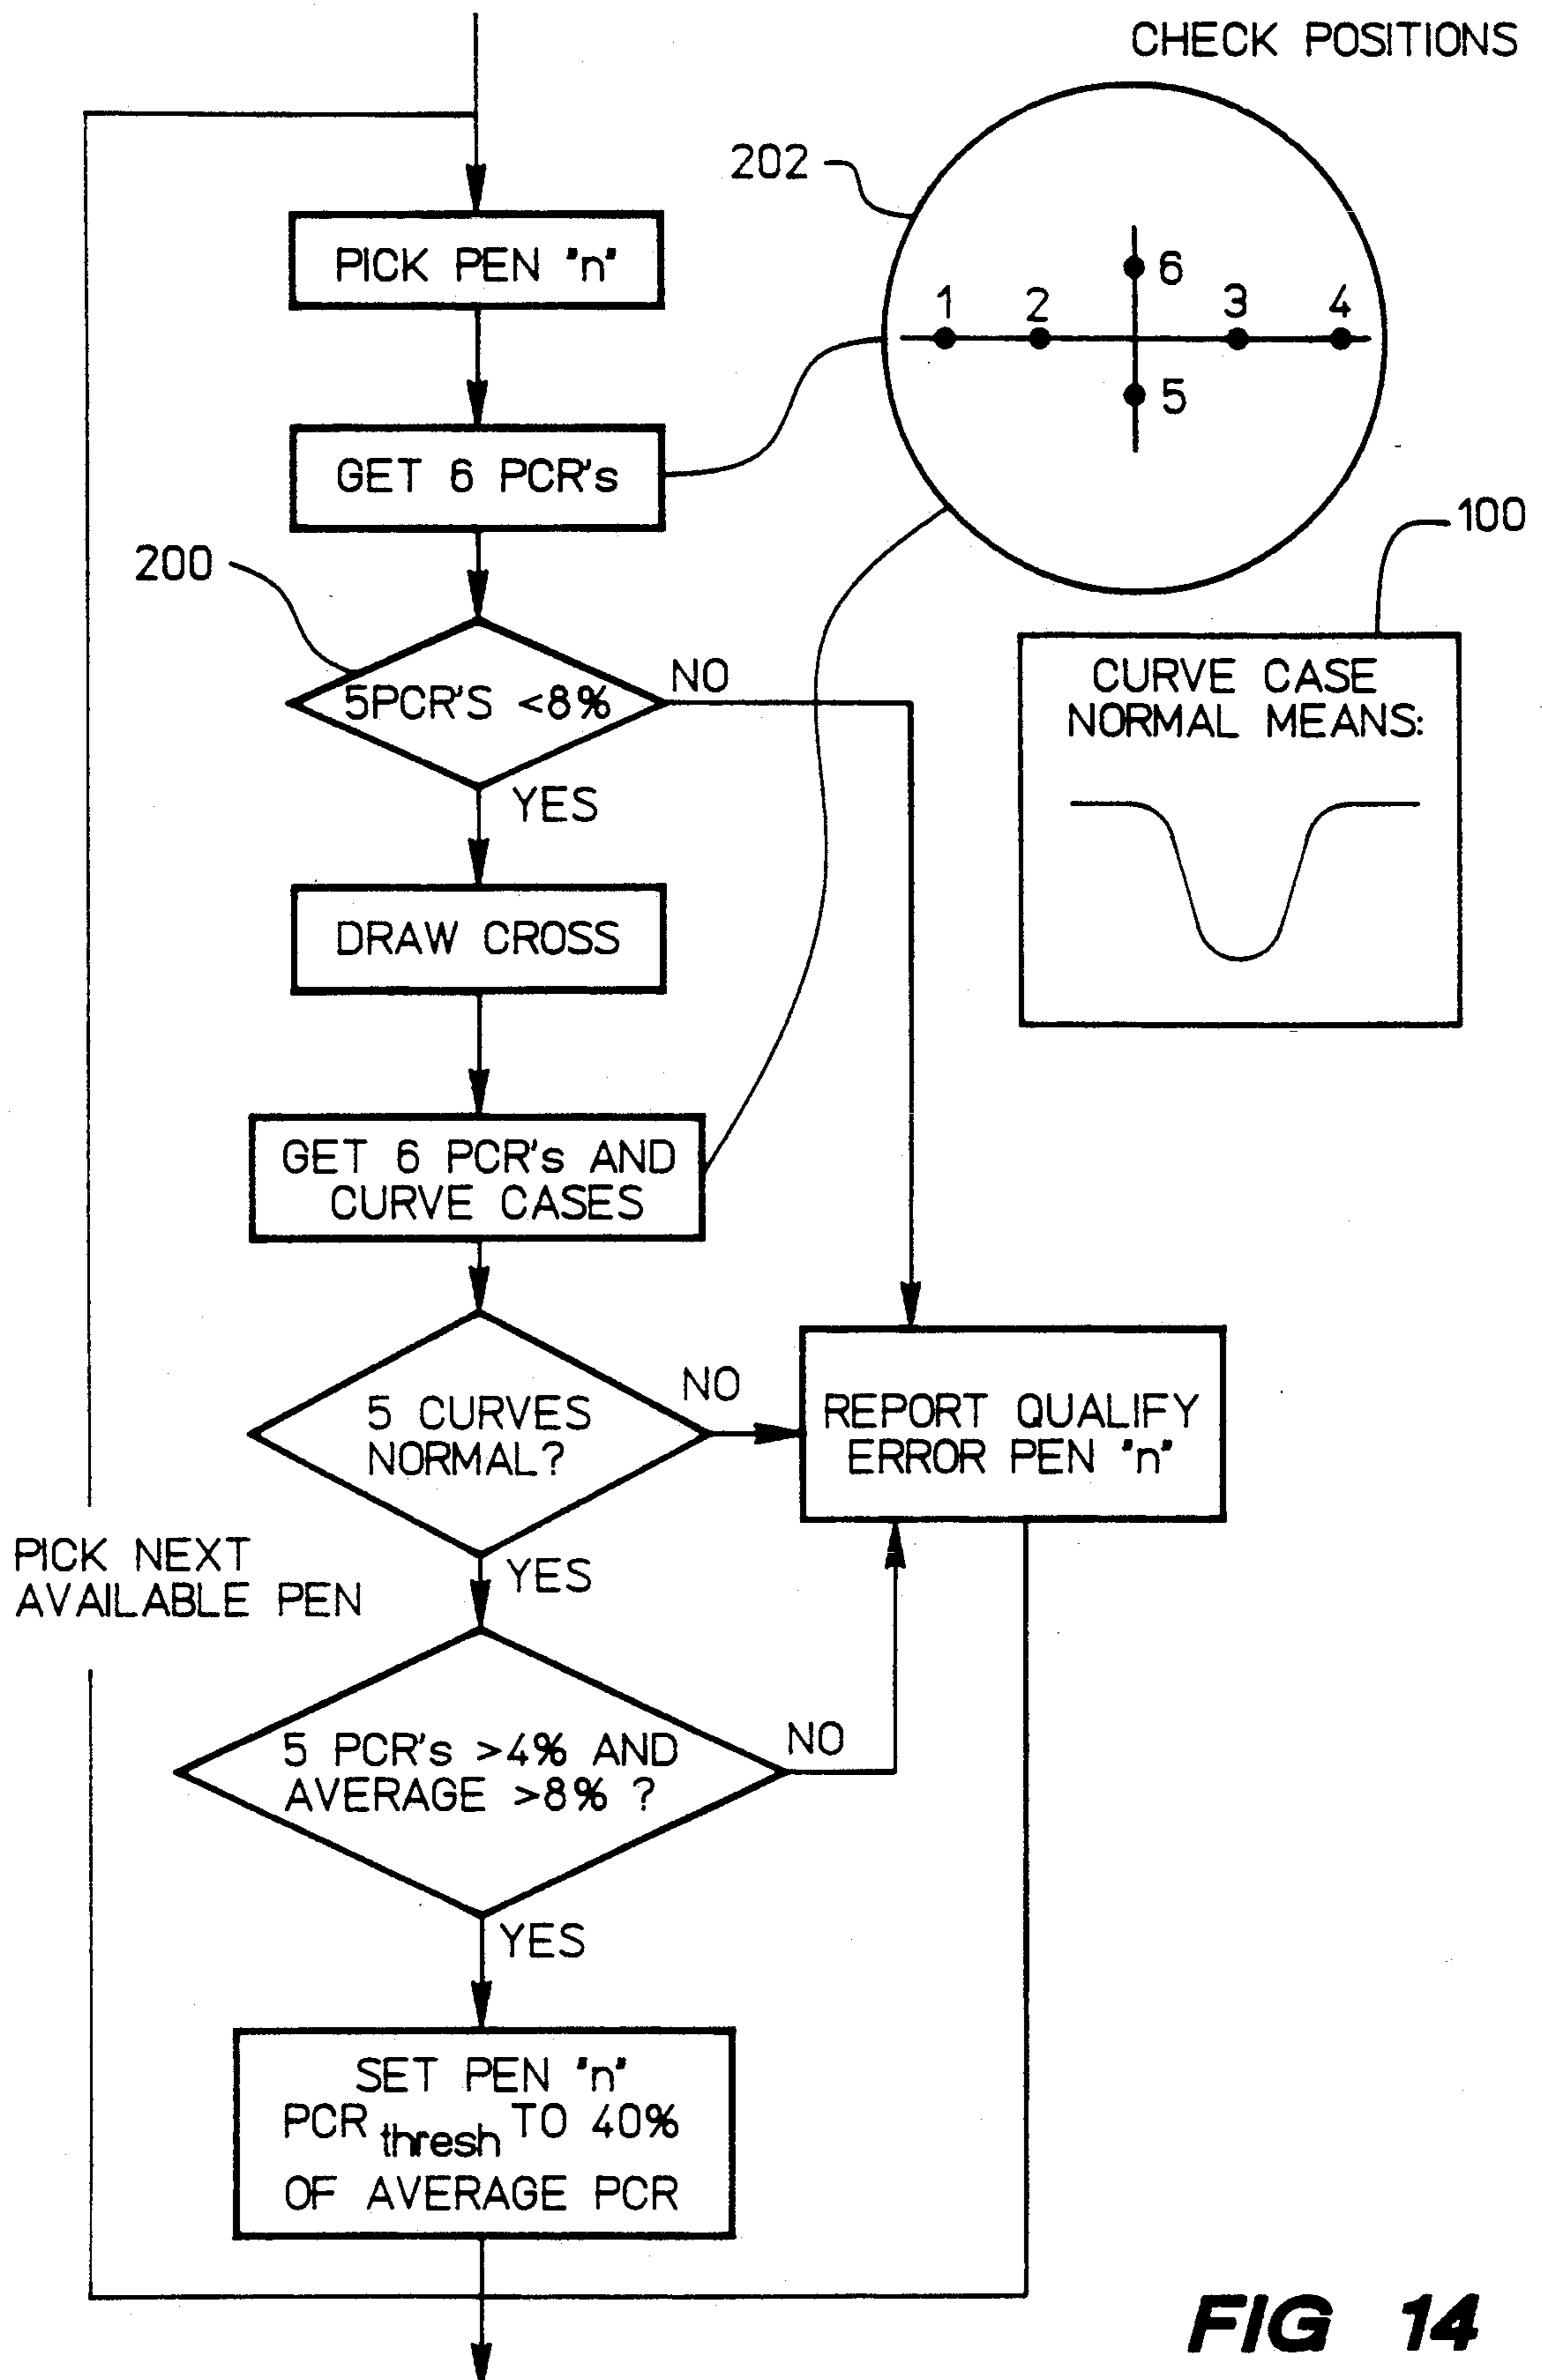 CHECK POSITIONS
202
PICK PEN "n"
6
1 2 3 4
5
GET 6 PCR's
100
200
5PCR'S <8%
NO
CURVE CASE
NORMAL MEANS:
YES
DRAW CROSS
GET 6 PCR's AND
CURVE CASES
5 CURVES
NORMAL?
NO
REPORT QUALIFY
ERROR PEN "n"
PICK NEXT
AVAILABLE PEN
YES
5 PCR's >4% AND
AVERAGE >8% ?
NO
YES
SET PEN "n"
PCR thresh TO 40%
OF AVERAGE PCR
FIG 14